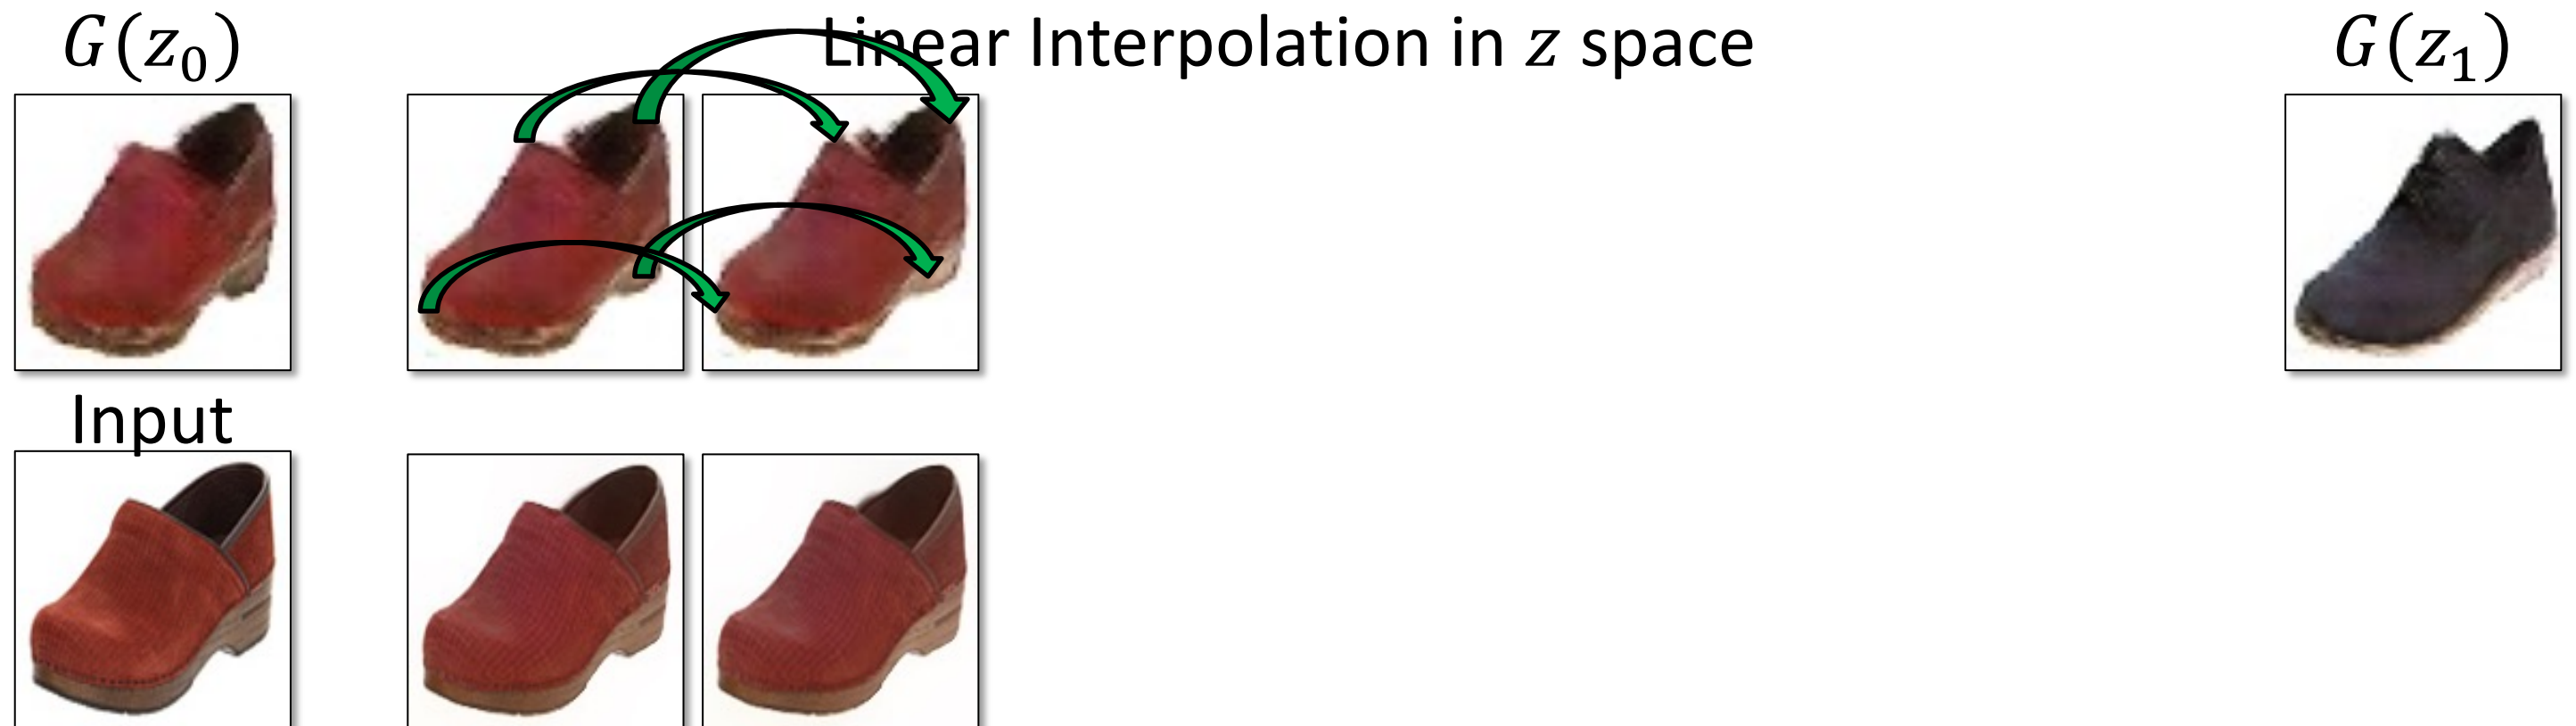 G(z₀)
Linear Interpolation in z space
G(z₁)
Input